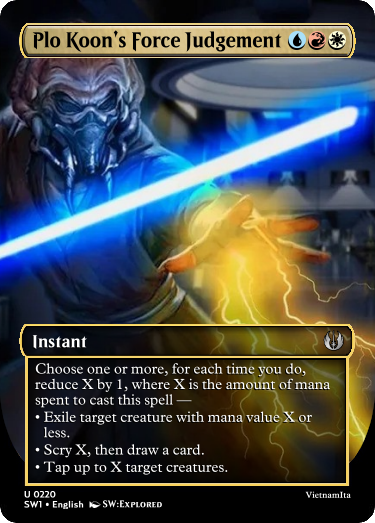 Plo Koon's Force Judgement
Instant
Choose one or more, for each time you do,
reduce X by 1, where X is the amount of mana
spent to cast this spell —
• Exile target creature with mana value X or
less.
• Scry X, then draw a card.
• Tap up to X target creatures.
U 0220
VietnamIta
SW1 • English SW:Explored